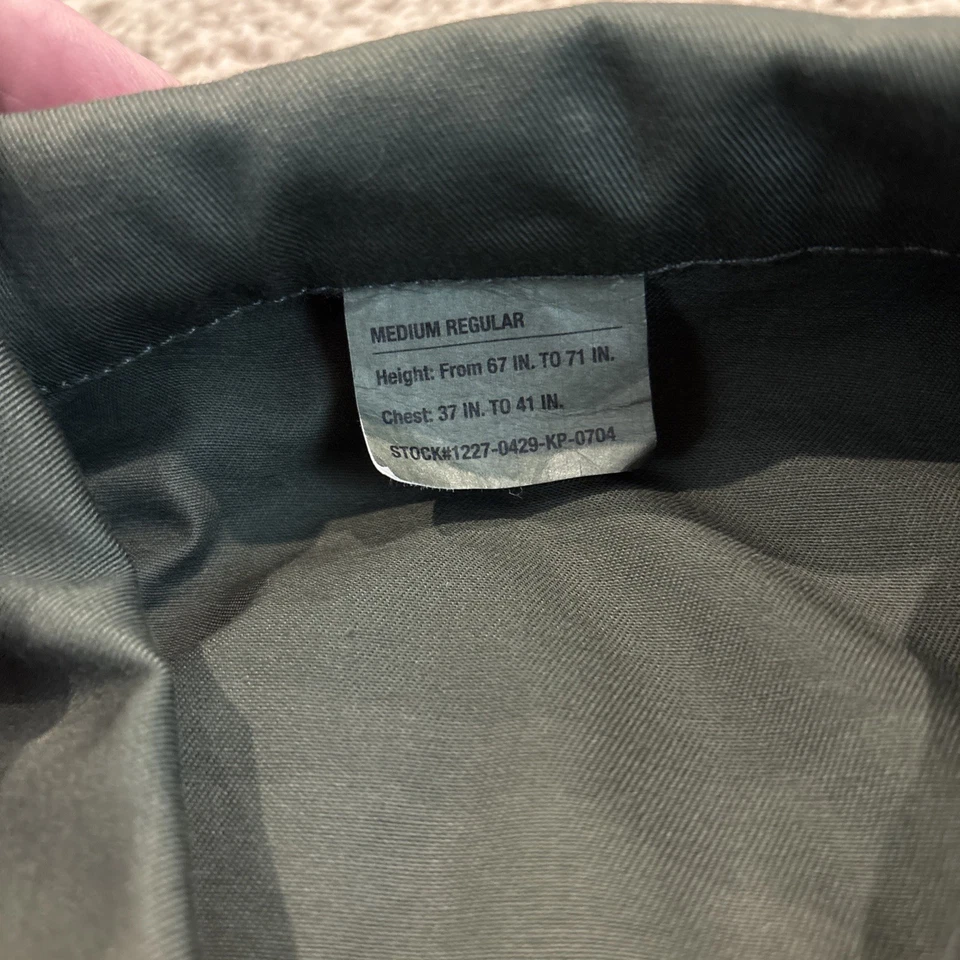 MEDIUM REGULAR
Height: From 67 IN. TO 71 IN.
Chest: 37 IN. TO 41 IN.
STOCK#1227-0429-KP-0704